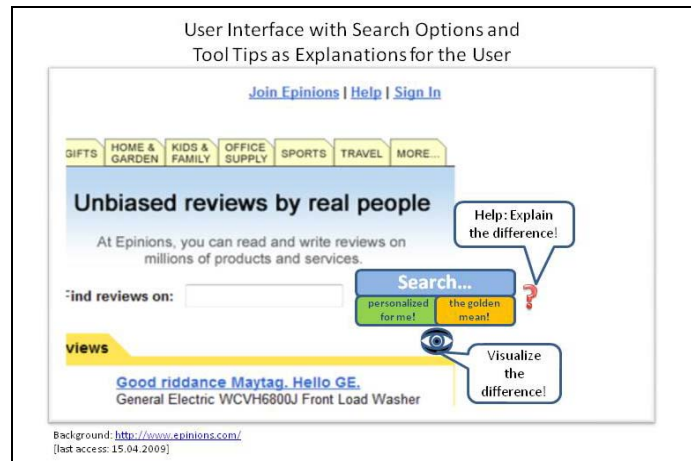 User Interface with Search Options and
Tool Tips as Explanations for the User
Join Epinions | Help | Sign In
GIFTS
HOME &
GARDEN
KIDS &
FAMILY
OFFICE
SUPPLY
SPORTS
TRAVEL
MORE...
Unbiased reviews by real people
At Epinions, you can read and write reviews on
millions of products and services.
Help: Explain
the difference!
Find reviews on:
Search...
personalized
for me!
the golden
mean!
?
views
Visualize
the
difference!
Good riddance Maytag. Hello GE.
General Electric WCVH6800J Front Load Washer
Background: http://www.epinions.com/
[last access: 15.04.2009]